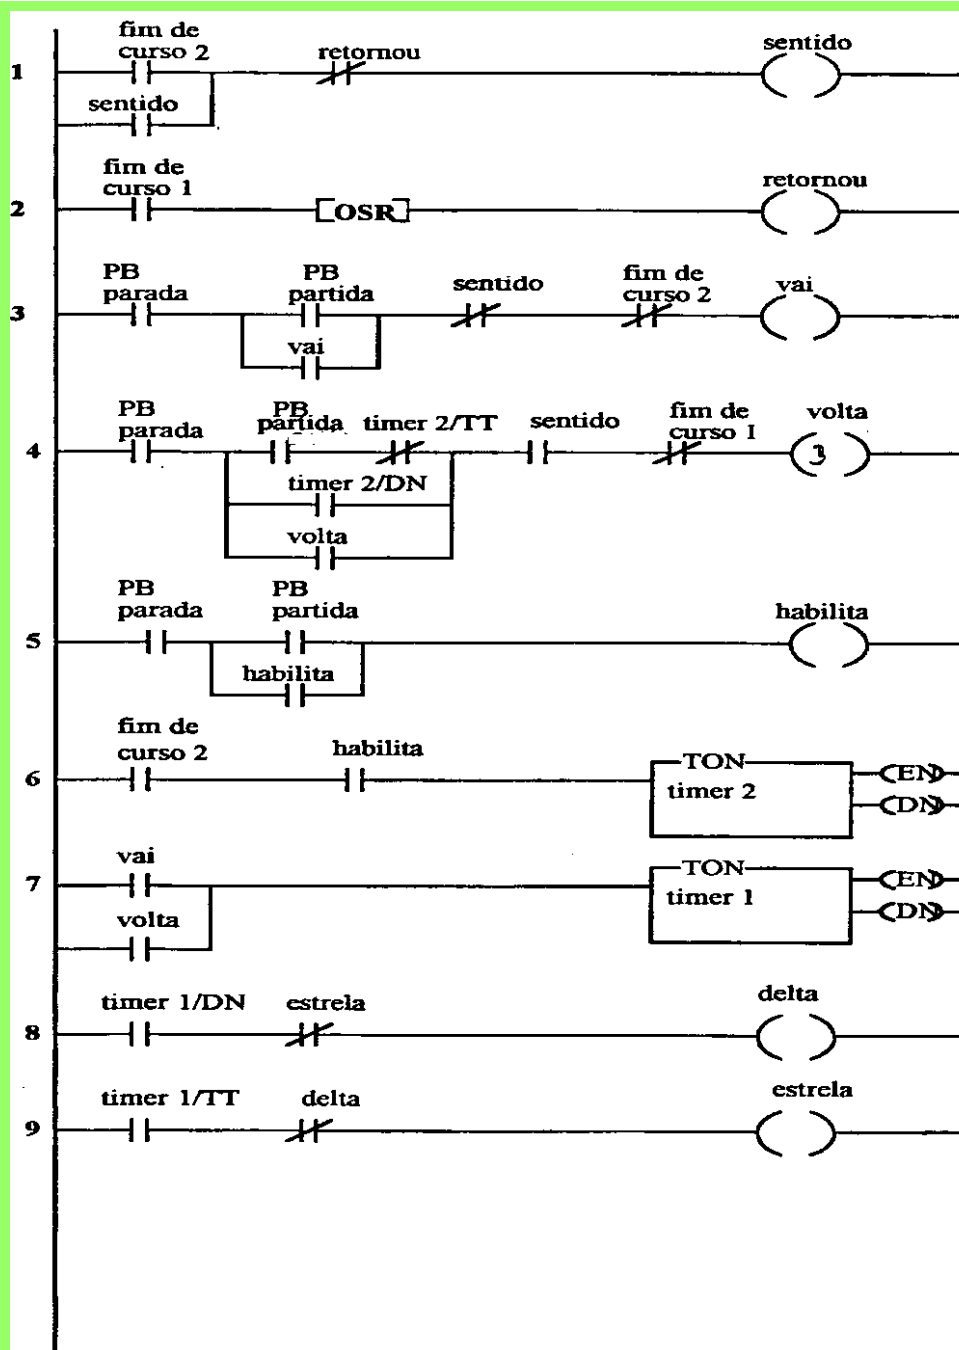 fim de
curso 2
retornou
sentido
1
sentido
fim de
curso 1
retornou
2
OSR
PB
parada
PB
partida
sentido
fim de
curso 2
vai
3
vai
PB
parada
PB
partida
timer 2/TT
sentido
fim de
curso 1
volta
4
3
timer 2/DN
volta
PB
parada
PB
partida
habilita
5
habilita
fim de
curso 2
habilita
6
TON
timer 2
EN
DN
vai
7
TON
timer 1
EN
DN
volta
timer 1/DN
estrela
delta
8
timer 1/TT
delta
estrela
9